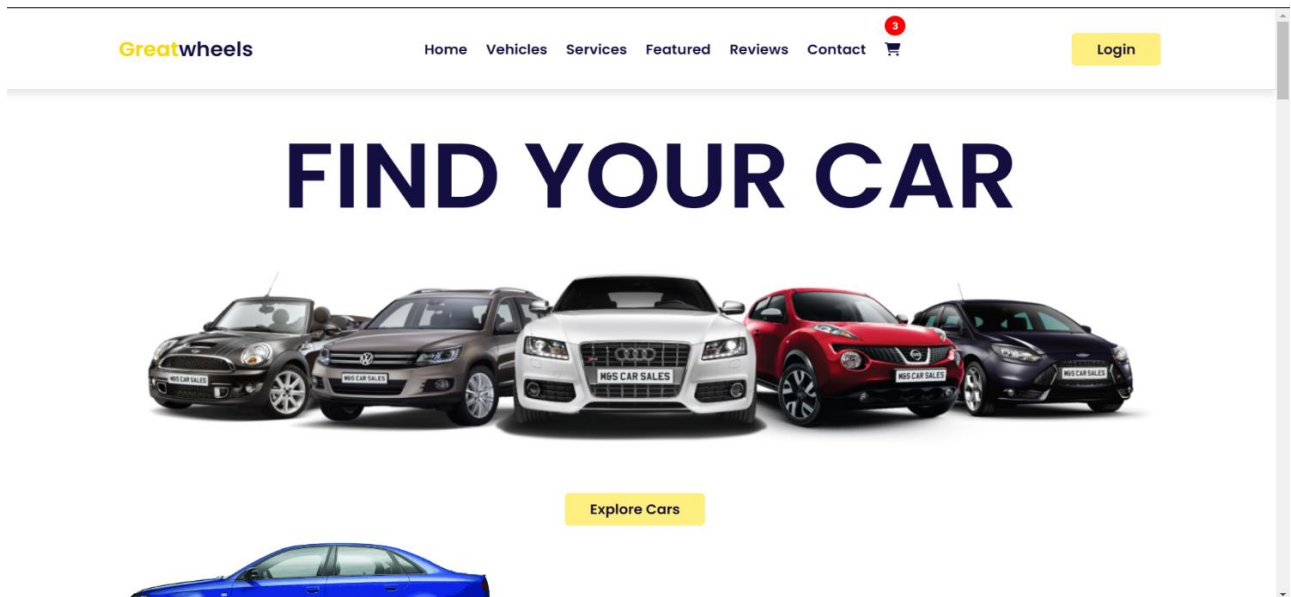 Greatwheels
Home Vehicles Services Featured Reviews Contact
3
Login
FIND YOUR CAR
M&S CAR SALES
M&S CAR SALES
M&S CAR SALES
M&S CAR SALES
M&S CAR SALES
Explore Cars